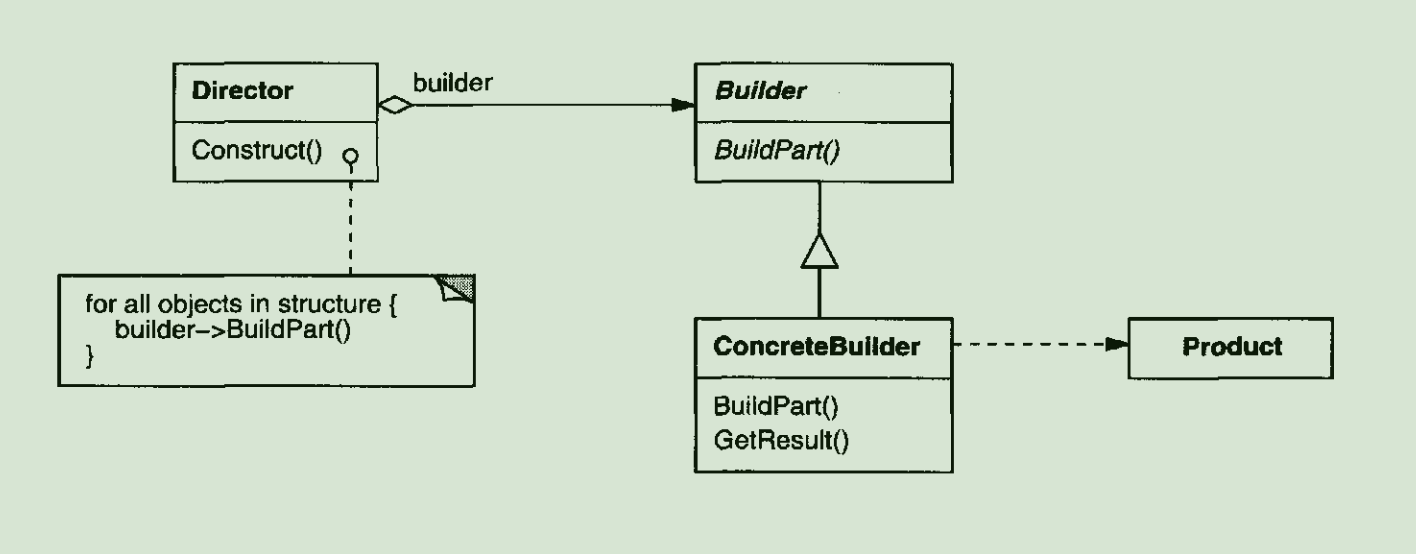 Director
builder
Builder
Construct()
BuildPart()
for all objects in structure {
builder–>BuildPart()
}
ConcreteBuilder
Product
BuildPart()
GetResult()